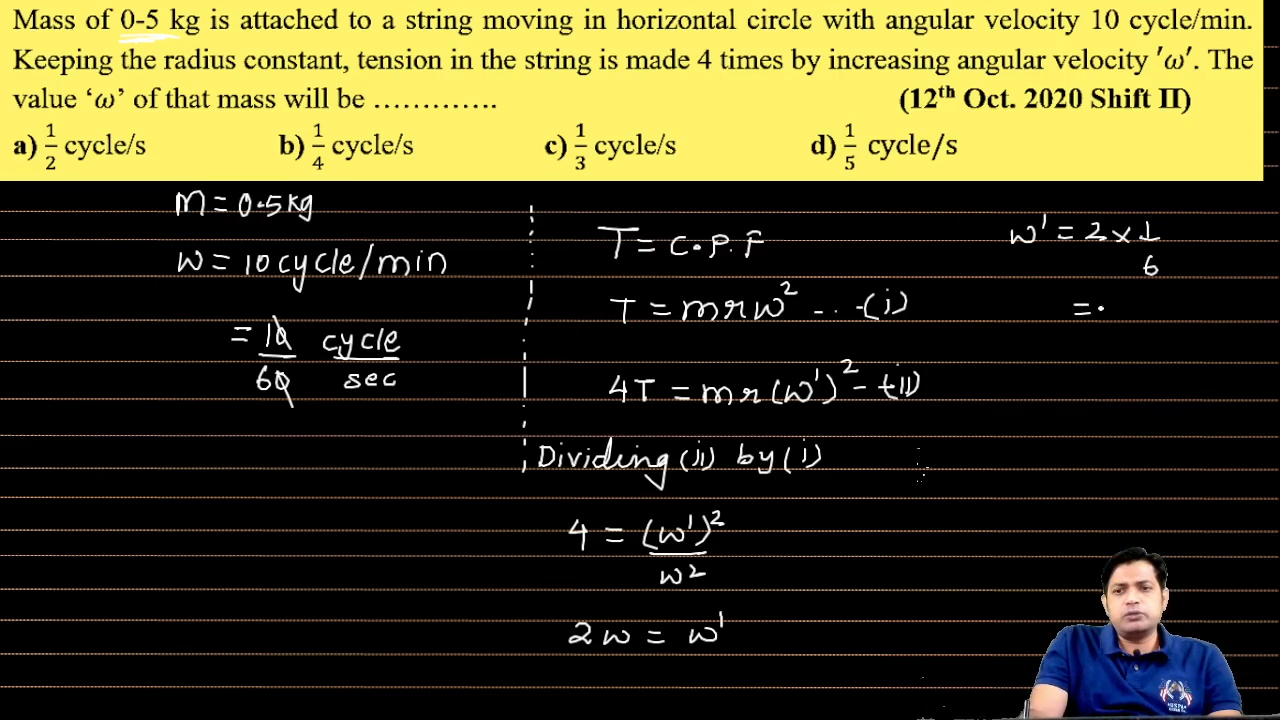 Mass of 0-5 kg is attached to a string moving in horizontal circle with angular velocity 10 cycle/min.
Keeping the radius constant, tension in the string is made 4 times by increasing angular velocity ′ω′. The
value ‘ω’ of that mass will be ………….
(12th Oct. 2020 Shift II)
a) 1/2 cycle/s b) 1/4 cycle/s c) 1/3 cycle/s d) 1/5 cycle/s
m = 0.5 kg
w = 10 cycle/min
= 10/60 cycle/sec
T = C.P.F
T = mrw² - .. -(i)
4T = mr(w')² - (ii)
Dividing (ii) by (i)
4 = (w')²/w²
2w = w'
w' = 2 × 1/6
= .